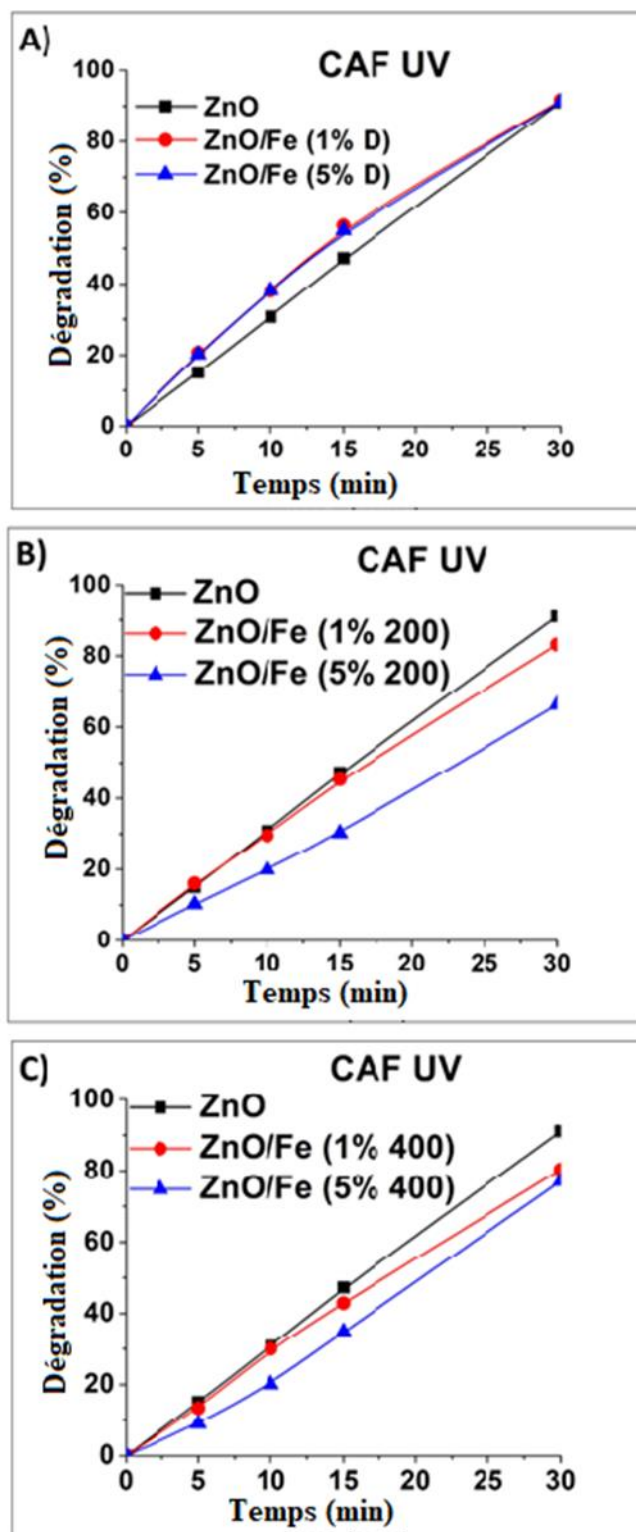 A)
CAF UV
ZnO
ZnO/Fe (1% D)
ZnO/Fe (5% D)
Dégradation (%)
100
80
60
40
20
0
0 5 10 15 20 25 30
Temps (min)
B)
CAF UV
ZnO
ZnO/Fe (1% 200)
ZnO/Fe (5% 200)
Dégradation (%)
100
80
60
40
20
0
0 5 10 15 20 25 30
Temps (min)
C)
CAF UV
ZnO
ZnO/Fe (1% 400)
ZnO/Fe (5% 400)
Dégradation (%)
100
80
60
40
20
0
0 5 10 15 20 25 30
Temps (min)